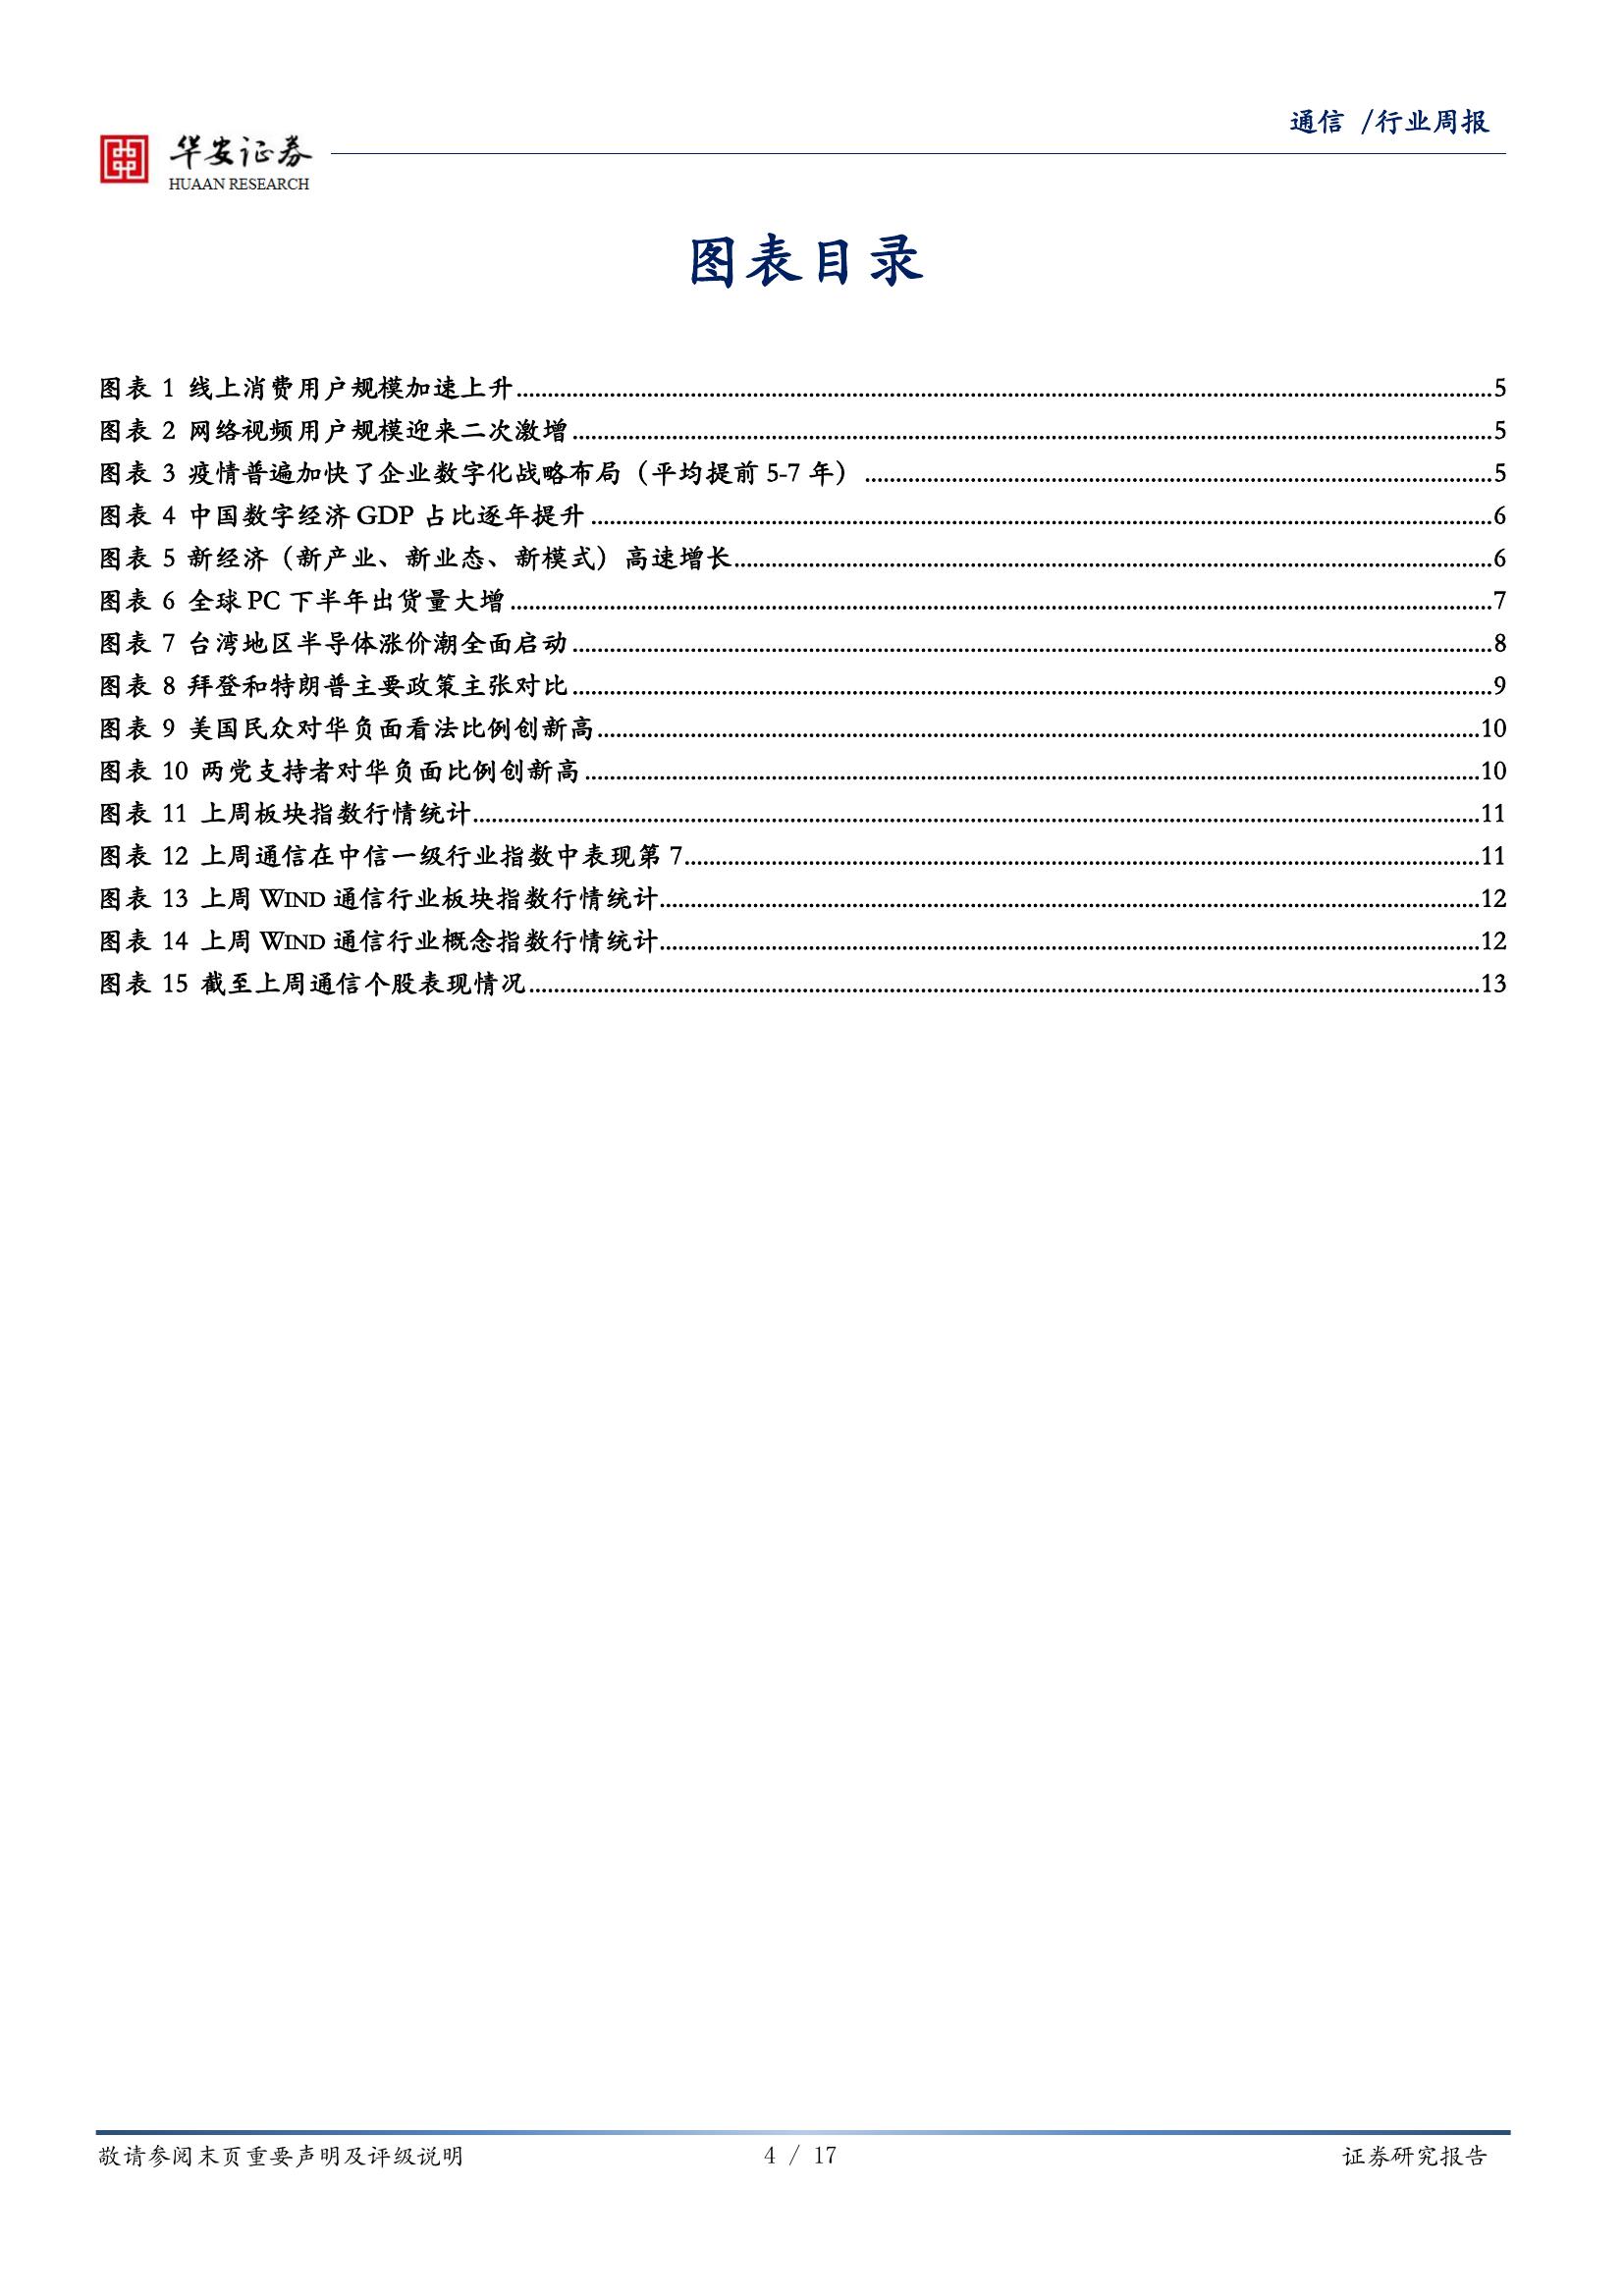 通信 /行业周报
华安证券
HUAAN RESEARCH
图表目录
图表 1 线上消费用户规模加速上升.....5
图表 2 网络视频用户规模迎来二次激增.....5
图表 3 疫情普遍加快了企业数字化战略布局（平均提前 5-7 年）.....5
图表 4 中国数字经济 GDP 占比逐年提升.....6
图表 5 新经济（新产业、新业态、新模式）高速增长.....6
图表 6 全球 PC 下半年出货量大增.....7
图表 7 台湾地区半导体涨价潮全面启动.....8
图表 8 拜登和特朗普主要政策主张对比.....9
图表 9 美国民众对华负面看法比例创新高.....10
图表 10 两党支持者对华负面比例创新高.....10
图表 11 上周板块指数行情统计.....11
图表 12 上周通信在中信一级行业指数中表现第 7.....11
图表 13 上周 WIND 通信行业板块指数行情统计.....12
图表 14 上周 WIND 通信行业概念指数行情统计.....12
图表 15 截至上周通信个股表现情况.....13
敬请参阅末页重要声明及评级说明 4 / 17 证券研究报告